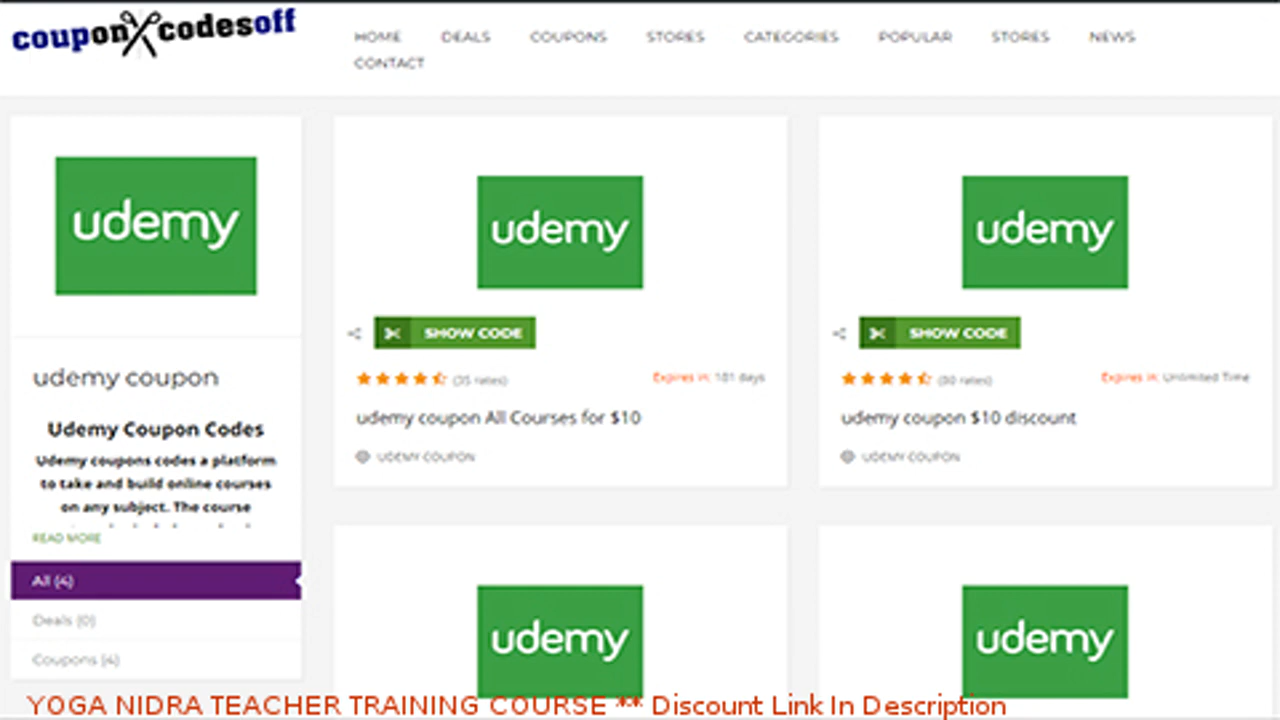 couponcodesoff
HOME DEALS COUPONS STORES CATEGORIES POPULAR STORES NEWS
CONTACT
udemy
udemy coupon
Udemy Coupon Codes
Udemy coupons codes a platform
to take and build online courses
on any subject. The course
READ MORE
All (4)
Deals (0)
Coupons (4)
udemy
SHOW CODE
(35 rates) Expires in: 181 days
udemy coupon All Courses for $10
UDEMY COUPON
udemy
SHOW CODE
Expires in: Unlimited Time
udemy coupon $10 discount
UDEMY COUPON
udemy
udemy
YOGA NIDRA TEACHER TRAINING COURSE ** Discount Link In Description